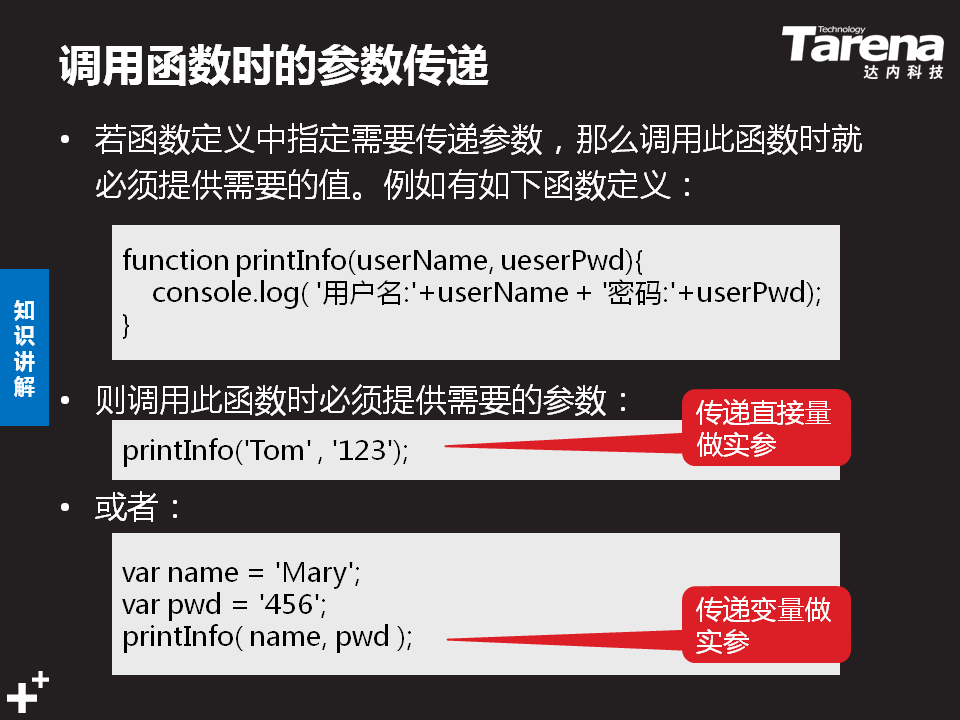 调用函数时的参数传递
Technology
Tarena
达内科技
• 若函数定义中指定需要传递参数，那么调用此函数时就
必须提供需要的值。例如有如下函数定义：
function printInfo(userName, ueserPwd){
console.log( '用户名:'+userName + '密码:'+userPwd);
}
知识讲解
• 则调用此函数时必须提供需要的参数：
传递直接量
做实参
printInfo('Tom' , '123');
• 或者：
var name = 'Mary';
var pwd = '456';
printInfo( name, pwd );
传递变量做
实参